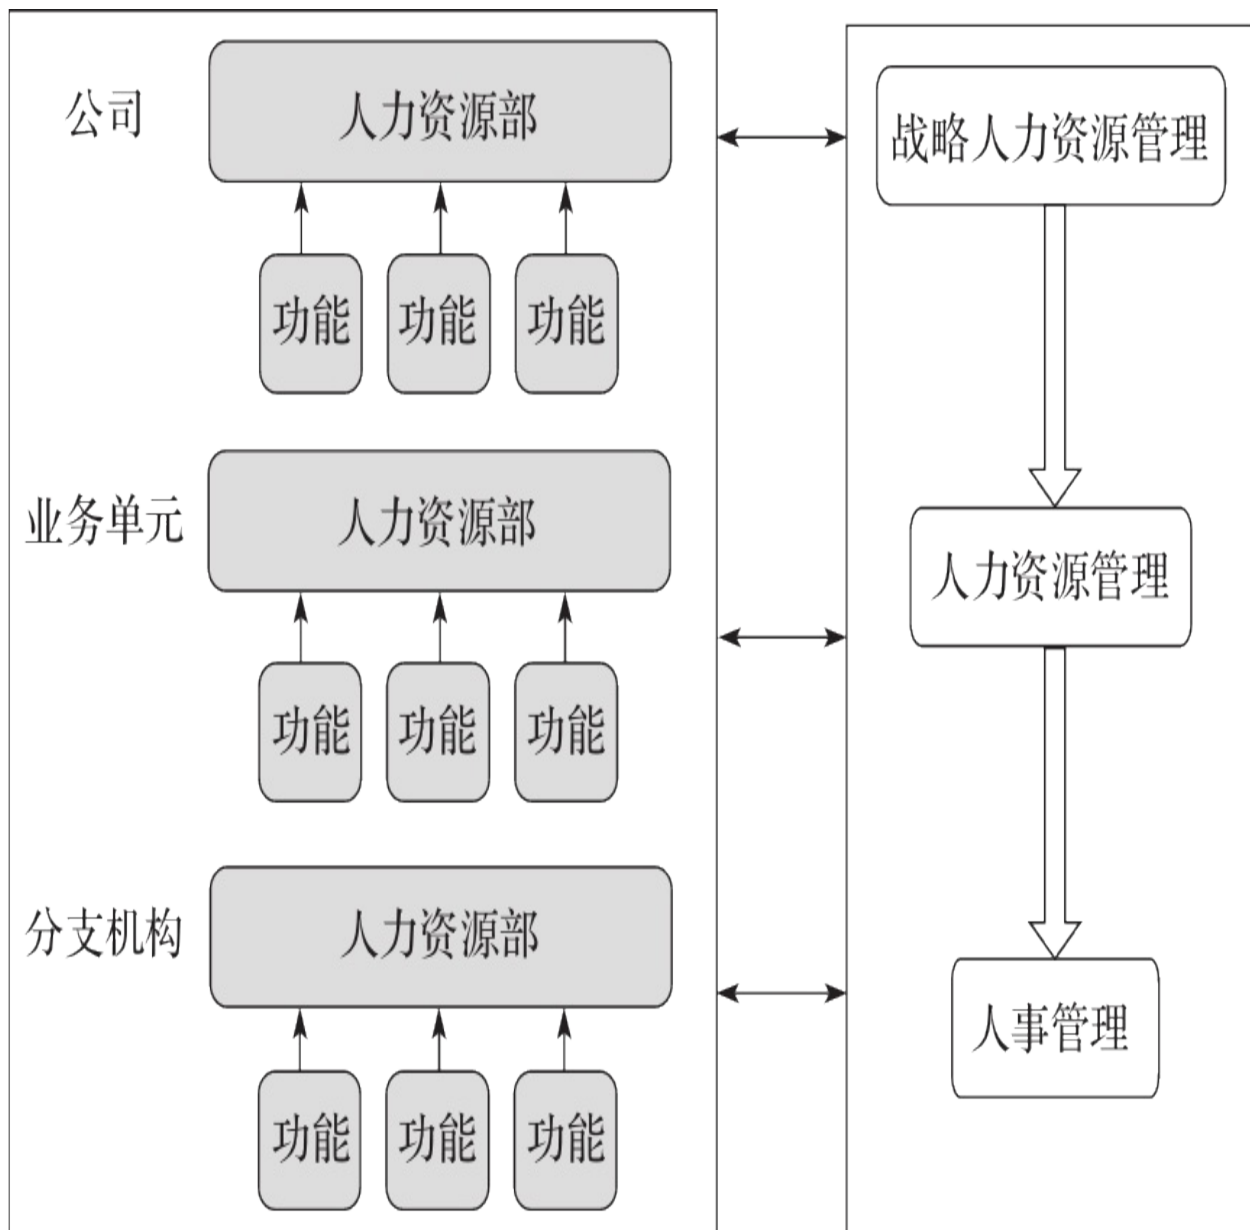 公司
人力资源部
战略人力资源管理
功能
功能
功能
业务单元
人力资源部
人力资源管理
功能
功能
功能
分支机构
人力资源部
人事管理
功能
功能
功能